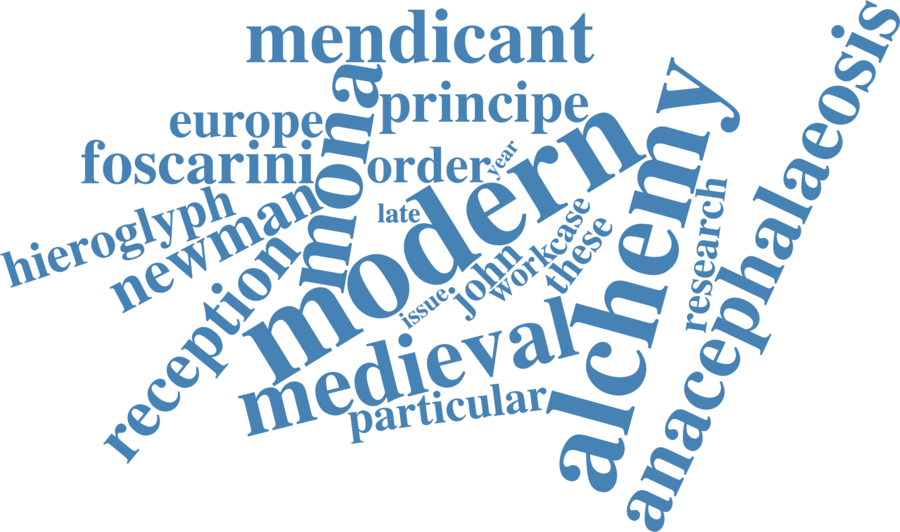 mendicant
anacephalaeosis
mona
principe
alchemy
europe
modern
foscarini
order
year
hieroglyph
newman
late
research
workcase
these
john
reception
issue
medieval
particular